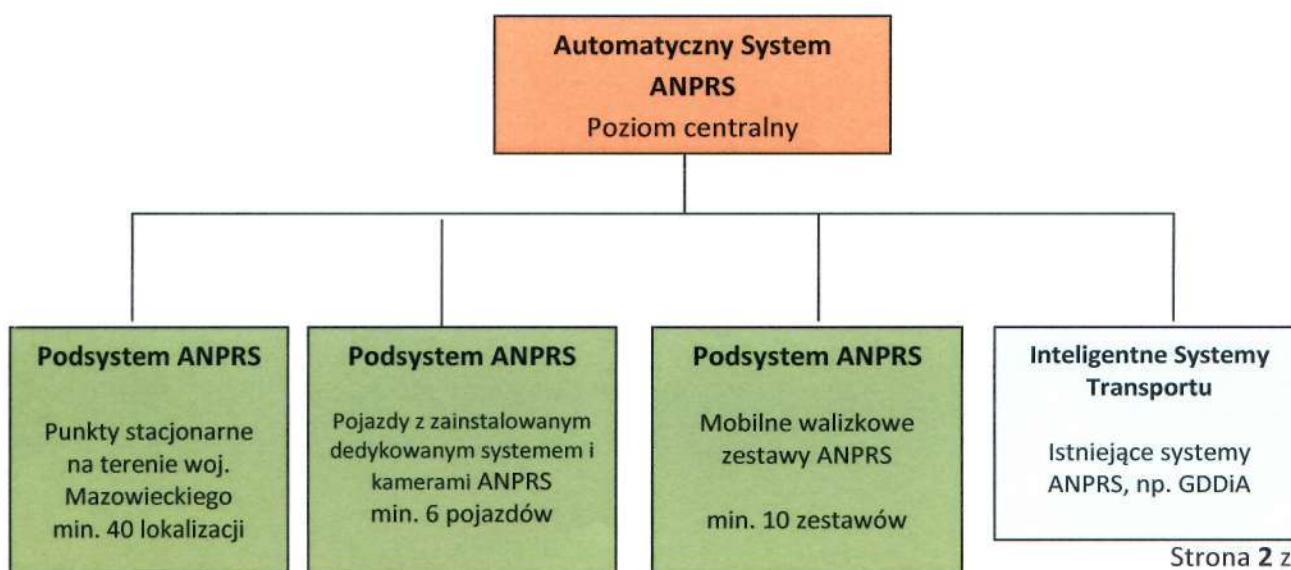 Automatyczny System
ANPRS
Poziom centralny
Podsystem ANPRS
Punkty stacjonarne
na terenie woj.
Mazowieckiego
min. 40 lokalizacji
Podsystem ANPRS
Pojazdy z zainstalowanym
dedykowanym systemem i
kamerami ANPRS
min. 6 pojazdów
Podsystem ANPRS
Mobilne walizkowe
zestawy ANPRS
min. 10 zestawów
Inteligentne Systemy
Transportu
Istniejące systemy
ANPRS, np. GDDiA
Strona 2 z